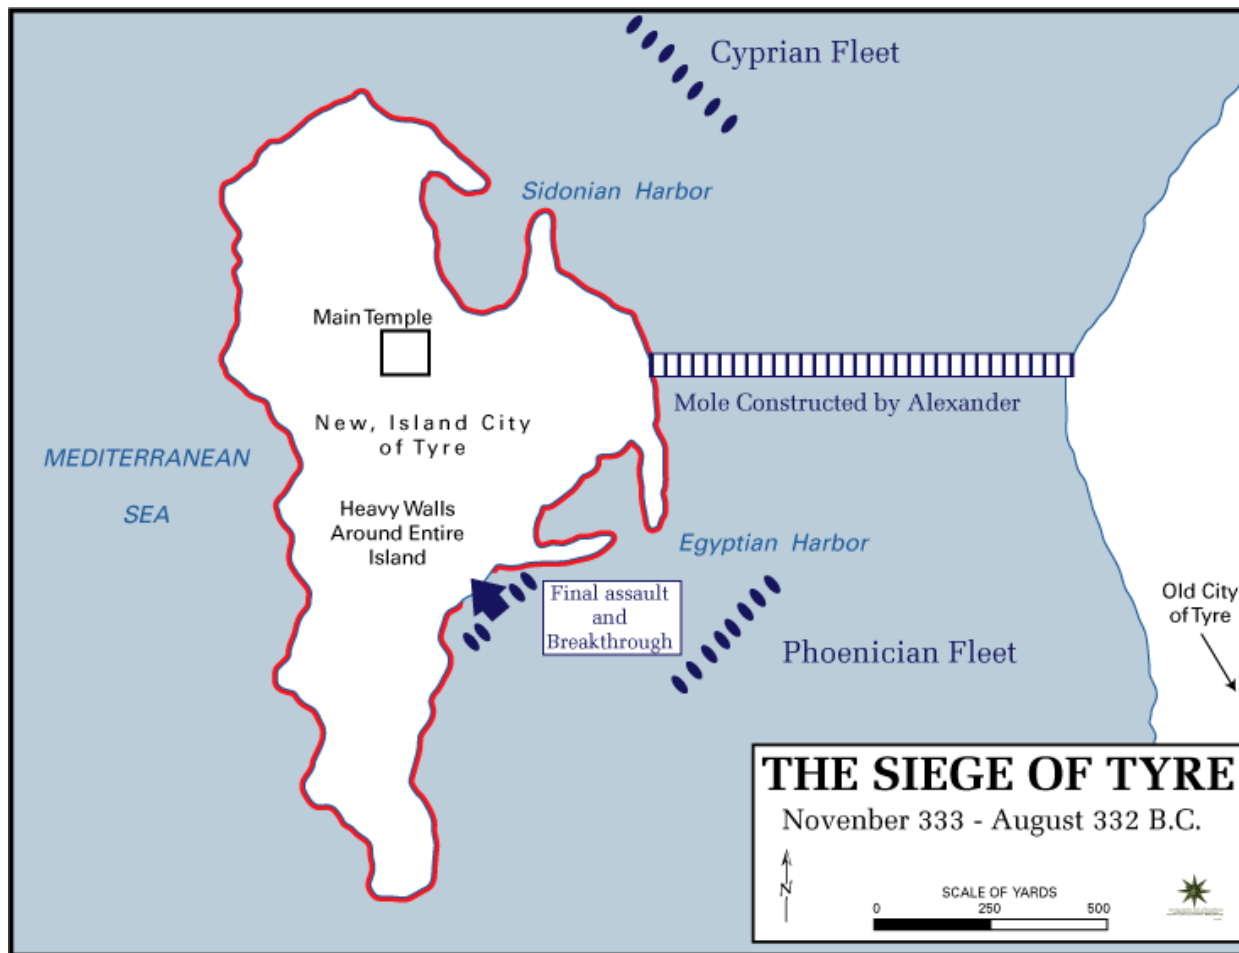 Cyprian Fleet
Sidonian Harbor
Main Temple
Mole Constructed by Alexander
New, Island City
of Tyre
MEDITERRANEAN
SEA
Heavy Walls
Around Entire
Island
Egyptian Harbor
Final assault
and
Breakthrough
Phoenician Fleet
Old City
of Tyre
THE SIEGE OF TYRE
Novenber 333 - August 332 B.C.
N
SCALE OF YARDS
0 250 500